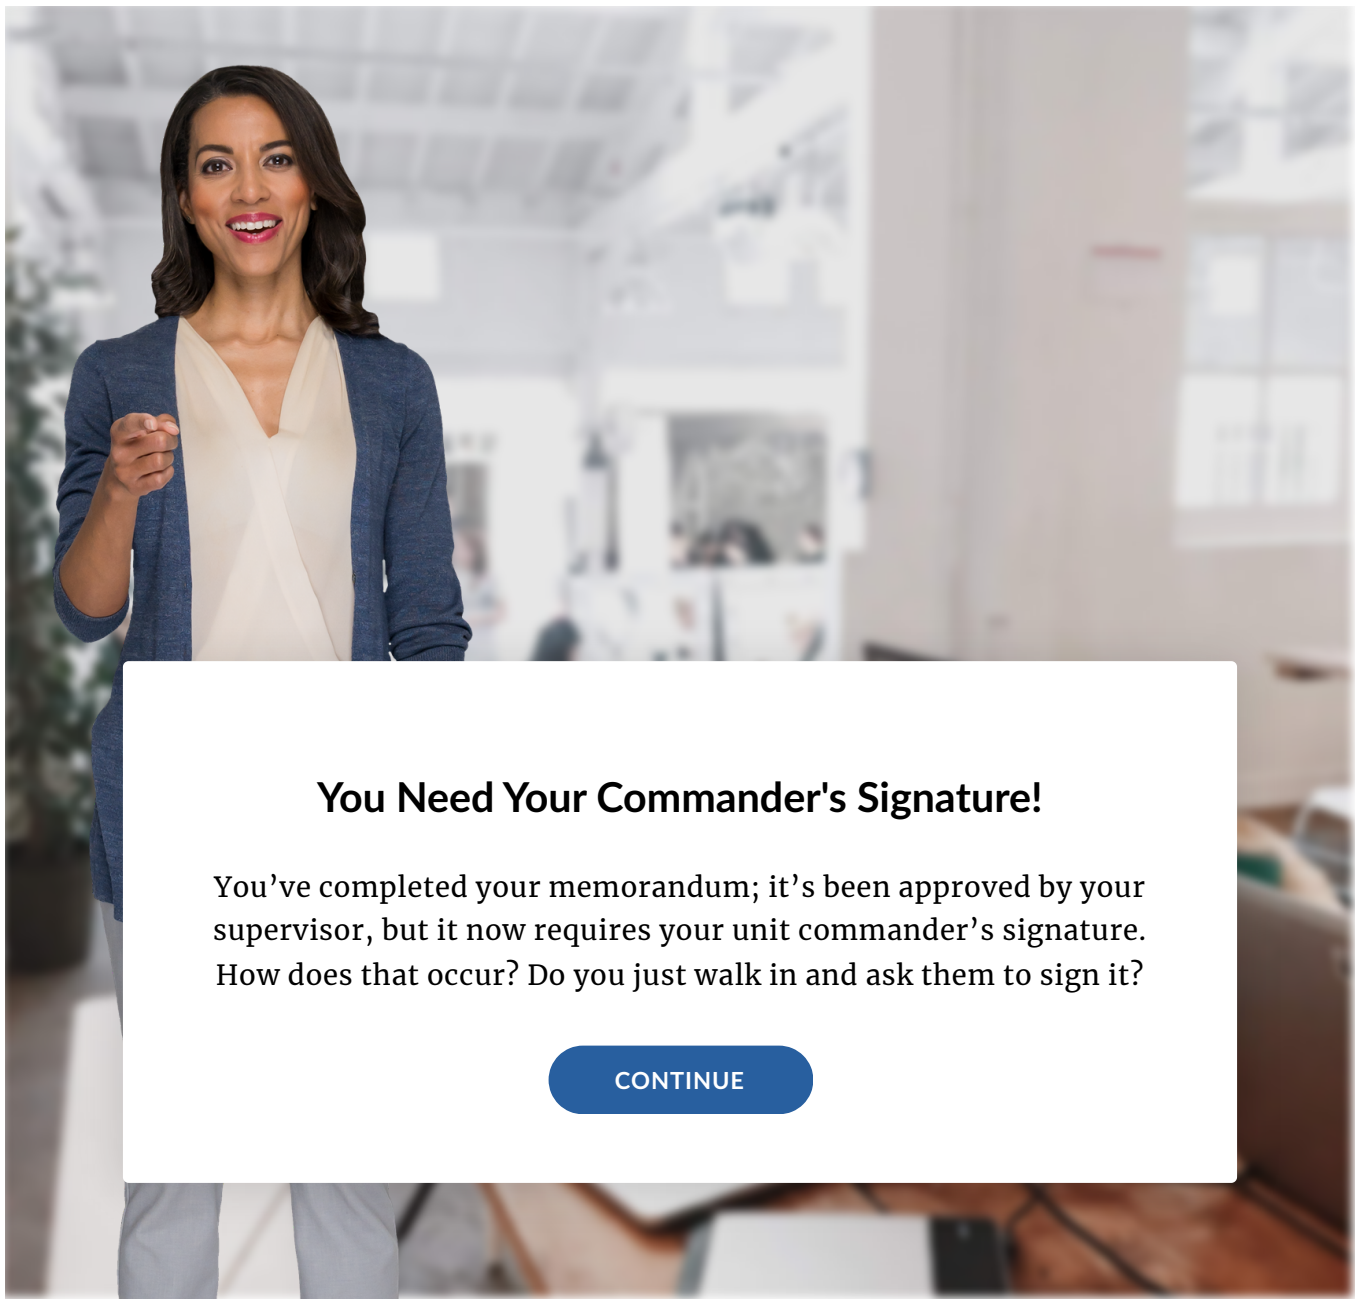 You Need Your Commander's Signature!
You’ve completed your memorandum; it’s been approved by your
supervisor, but it now requires your unit commander’s signature.
How does that occur? Do you just walk in and ask them to sign it?
CONTINUE